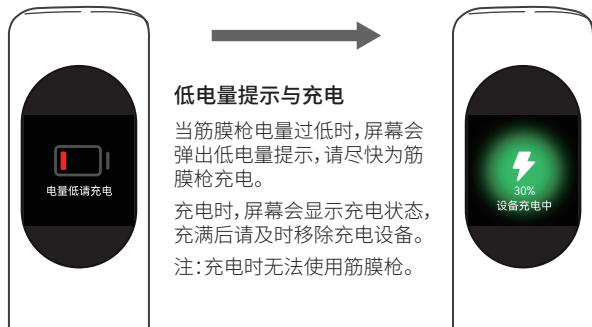 电量低请充电
低电量提示与充电
当筋膜枪电量过低时，屏幕会
弹出低电量提示，请尽快为筋
膜枪充电。
充电时，屏幕会显示充电状态，
充满后请及时移除充电设备。
注：充电时无法使用筋膜枪。
30%
设备充电中